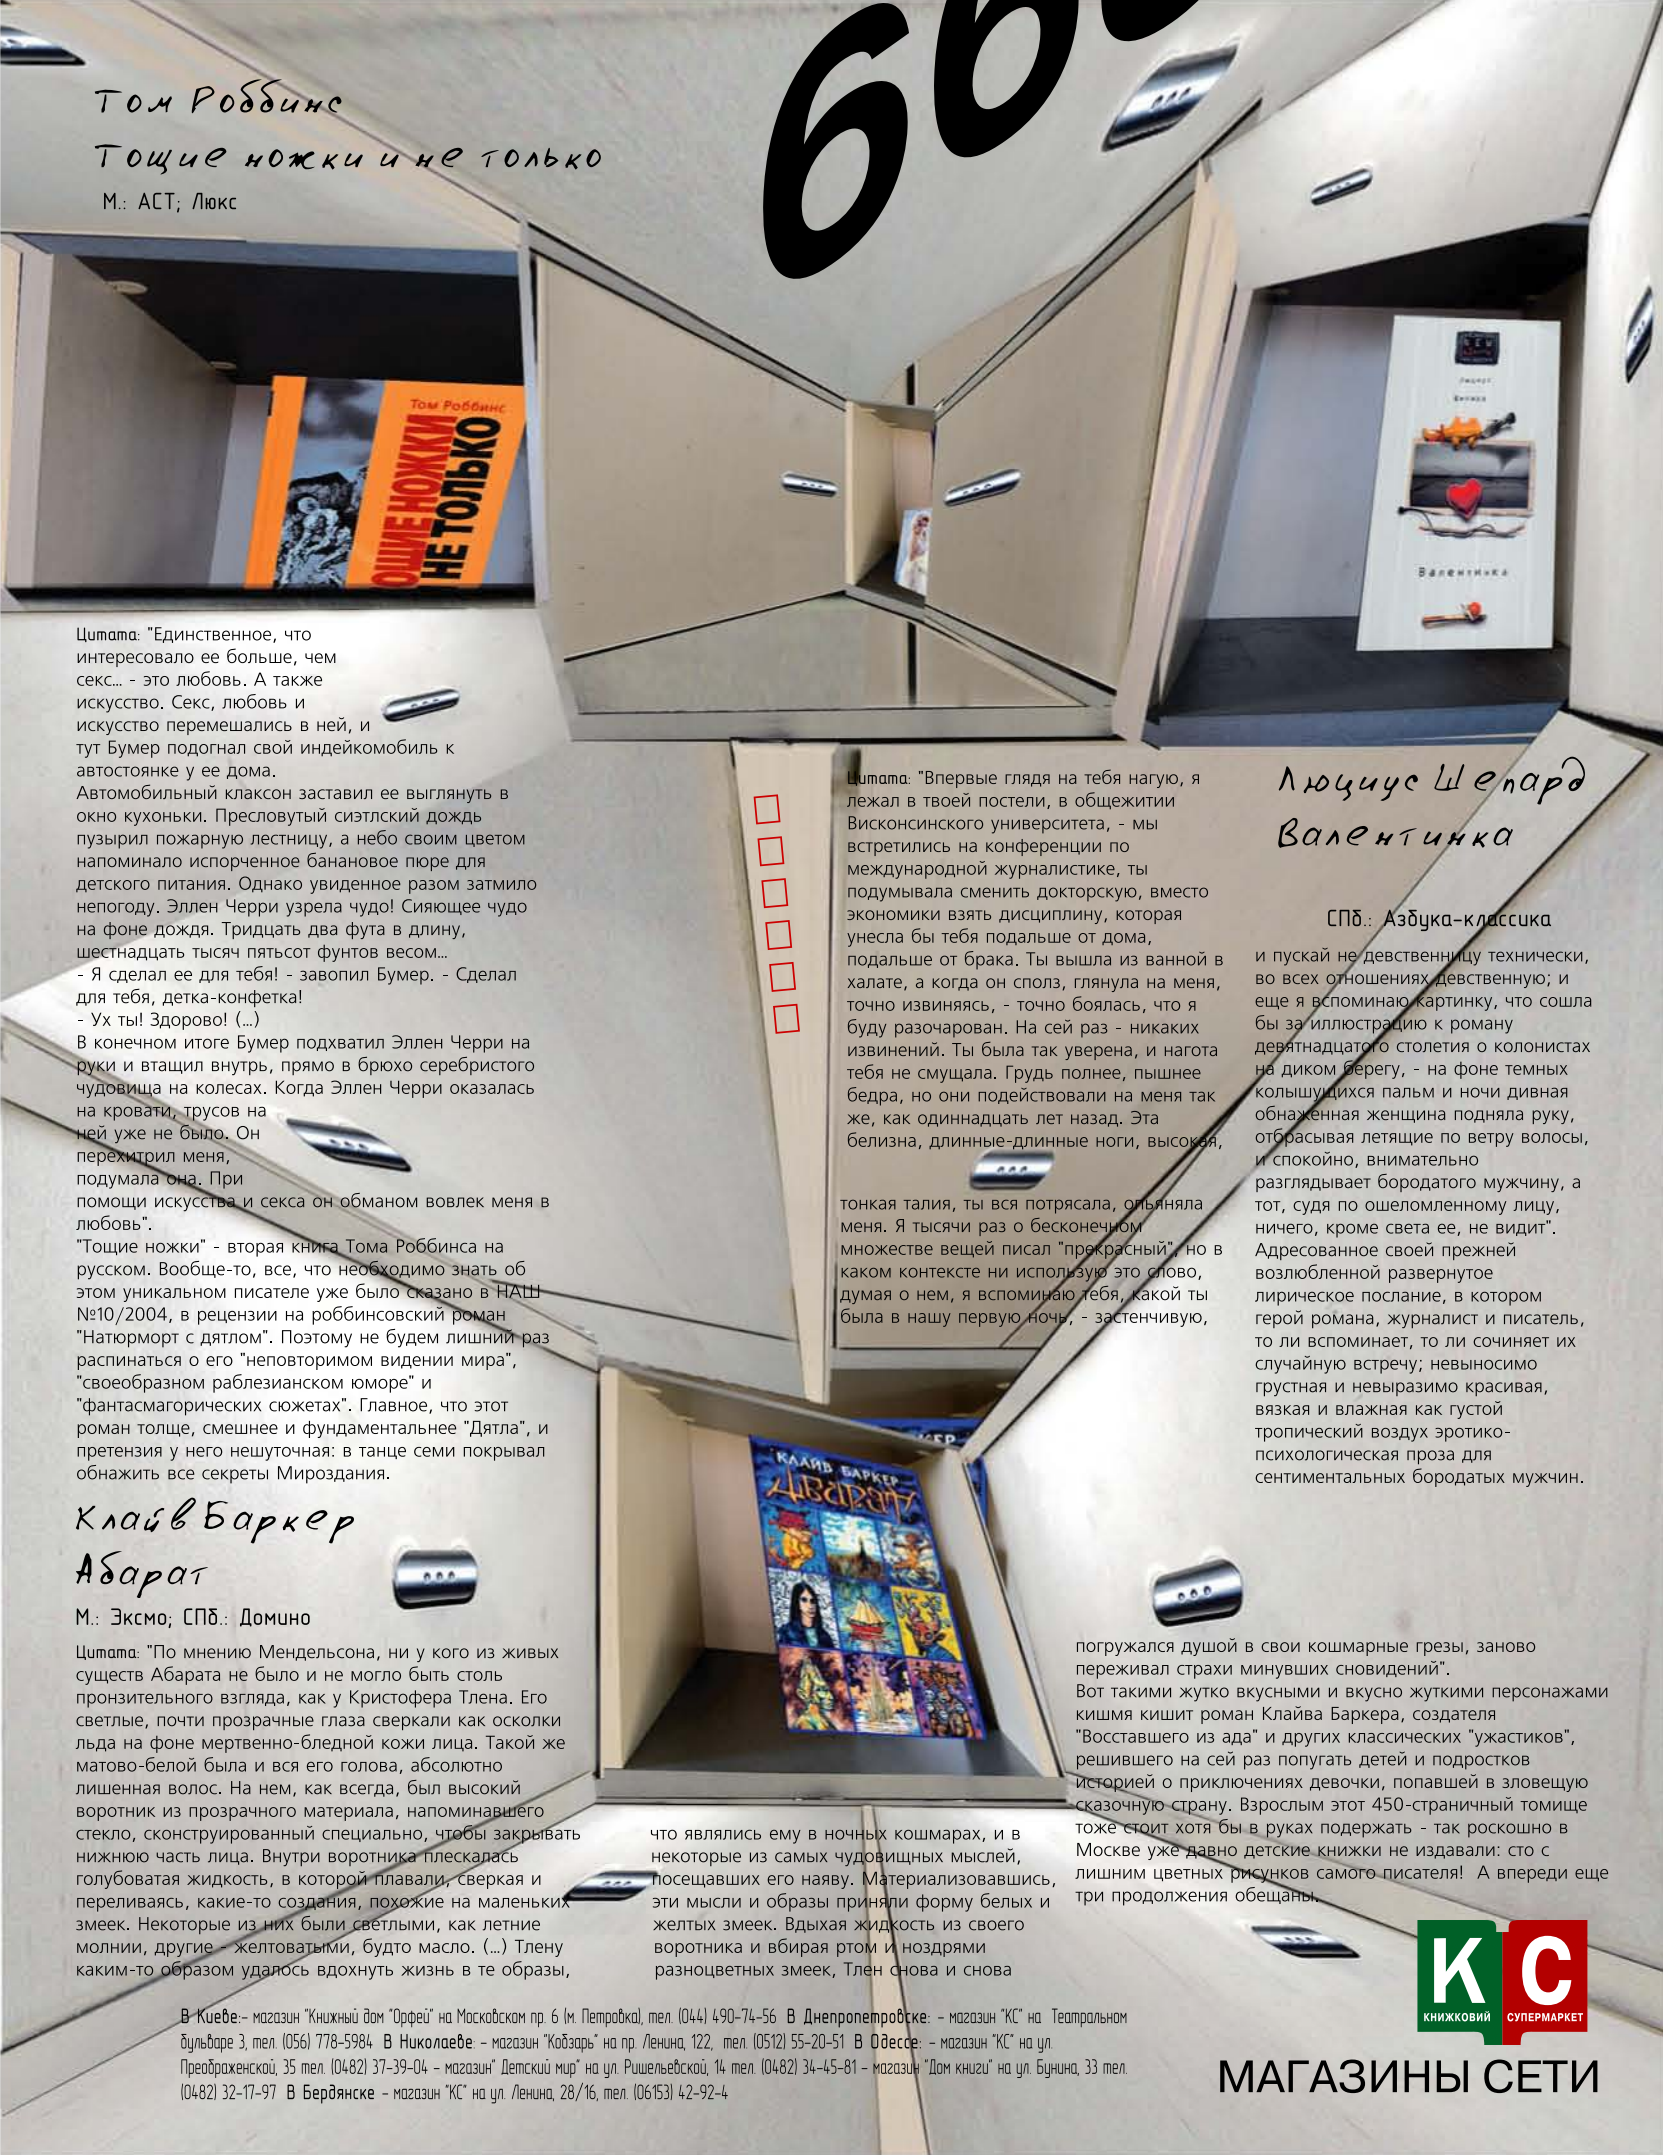 Том Роббинс
Тощие ножки и не только
М.: АСТ; Люкс
Том Роббинс
ОЩИЕ НОЖКИ
НЕ ТОЛЬКО
Валентинка
Цитата: "Единственное, что
интересовало ее больше, чем
секс... - это любовь. А также
искусство. Секс, любовь и
искусство перемешались в ней, и
тут Бумер подогнал свой индейкомобиль к
автостоянке у ее дома.
Автомобильный клаксон заставил ее выглянуть в
окно кухоньки. Пресловутый сиэтлский дождь
пузырил пожарную лестницу, а небо своим цветом
напоминало испорченное банановое пюре для
детского питания. Однако увиденное разом затмило
непогоду. Эллен Черри узрела чудо! Сияющее чудо
на фоне дождя. Тридцать два фута в длину,
шестнадцать тысяч пятьсот фунтов весом...
- Я сделал ее для тебя! - завопил Бумер. - Сделал
для тебя, детка-конфетка!
- Ух ты! Здорово! (...)
В конечном итоге Бумер подхватил Эллен Черри на
руки и втащил внутрь, прямо в брюхо серебристого
чудовища на колесах. Когда Эллен Черри оказалась
на кровати, трусов на
ней уже не было. Он
перехитрил меня,
подумала она. При
помощи искусства и секса он обманом вовлек меня в
любовь".
"Тощие ножки" - вторая книга Тома Роббинса на
русском. Вообще-то, все, что необходимо знать об
этом уникальном писателе уже было сказано в НАШ
№10/2004, в рецензии на роббинсовский роман
"Натюрморт с дятлом". Поэтому не будем лишний раз
распинаться о его "неповторимом видении мира",
"своеобразном раблезианском юморе" и
"фантасмагорических сюжетах". Главное, что этот
роман толще, смешнее и фундаментальнее "Дятла", и
претензия у него нешуточная: в танце семи покрывал
обнажить все секреты Мироздания.
Цитата: "Впервые глядя на тебя нагую, я
лежал в твоей постели, в общежитии
Висконсинского университета, - мы
встретились на конференции по
международной журналистике, ты
подумывала сменить докторскую, вместо
экономики взять дисциплину, которая
унесла бы тебя подальше от дома,
подальше от брака. Ты вышла из ванной в
халате, а когда он сполз, глянула на меня,
точно извиняясь, - точно боялась, что я
буду разочарован. На сей раз - никаких
извинений. Ты была так уверена, и нагота
тебя не смущала. Грудь полнее, пышнее
бедра, но они подействовали на меня так
же, как одиннадцать лет назад. Эта
белизна, длинные-длинные ноги, высокая,
тонкая талия, ты вся потрясала, опьяняла
меня. Я тысячи раз о бесконечном
множестве вещей писал "прекрасный", но в
каком контексте ни использую это слово,
думая о нем, я вспоминаю тебя, какой ты
была в нашу первую ночь, - застенчивую,
Люциус Шепард
Валентинка
СПб.: Азбука-классика
и пускай не девственницу технически,
во всех отношениях девственную; и
еще я вспоминаю картинку, что сошла
бы за иллюстрацию к роману
девятнадцатого столетия о колонистах
на диком берегу, - на фоне темных
колышущихся пальм и ночи дивная
обнаженная женщина подняла руку,
отбрасывая летящие по ветру волосы,
и спокойно, внимательно
разглядывает бородатого мужчину, а
тот, судя по ошеломленному лицу,
ничего, кроме света ее, не видит".
Адресованное своей прежней
возлюбленной развернутое
лирическое послание, в котором
герой романа, журналист и писатель,
то ли вспоминает, то ли сочиняет их
случайную встречу; невыносимо
грустная и невыразимо красивая,
вязкая и влажная как густой
тропический воздух эротико-
психологическая проза для
сентиментальных бородатых мужчин.
КЛАЙВ БАРКЕР
Абарат
Клайв Баркер
Абарат
М.: Эксмо; СПб.: Домино
Цитата: "По мнению Мендельсона, ни у кого из живых
существ Абарата не было и не могло быть столь
пронзительного взгляда, как у Кристофера Тлена. Его
светлые, почти прозрачные глаза сверкали как осколки
льда на фоне мертвенно-бледной кожи лица. Такой же
матово-белой была и вся его голова, абсолютно
лишенная волос. На нем, как всегда, был высокий
воротник из прозрачного материала, напоминавшего
стекло, сконструированный специально, чтобы закрывать
нижнюю часть лица. Внутри воротника плескалась
голубоватая жидкость, в которой плавали, сверкая и
переливаясь, какие-то создания, похожие на маленьких
змеек. Некоторые из них были светлыми, как летние
молнии, другие - желтоватыми, будто масло. (...) Тлену
каким-то образом удалось вдохнуть жизнь в те образы,
что являлись ему в ночных кошмарах, и в
некоторые из самых чудовищных мыслей,
посещавших его наяву. Материализовавшись,
эти мысли и образы приняли форму белых и
желтых змеек. Вдыхая жидкость из своего
воротника и вбирая ртом и ноздрями
разноцветных змеек, Тлен снова и снова
погружался душой в свои кошмарные грезы, заново
переживал страхи минувших сновидений".
Вот такими жутко вкусными и вкусно жуткими персонажами
кишмя кишит роман Клайва Баркера, создателя
"Восставшего из ада" и других классических "ужастиков",
решившего на сей раз попугать детей и подростков
историей о приключениях девочки, попавшей в зловещую
сказочную страну. Взрослым этот 450-страничный томище
тоже стоит хотя бы в руках подержать - так роскошно в
Москве уже давно детские книжки не издавали: сто с
лишним цветных рисунков самого писателя! А впереди еще
три продолжения обещаны.
К С
КНИЖКОВИЙ СУПЕРМАРКЕТ
МАГАЗИНЫ СЕТИ
В Киеве:- магазин "Книжный дом "Орфей" на Московском пр. 6 (м. Петровка), тел. (044) 490-74-56 В Днепропетровске: - магазин "КС" на Театральном
бульваре 3, тел. (056) 778-5984 В Николаеве: - магазин "Кобзарь" на пр. Ленина, 122, тел. (0512) 55-20-51 В Одессе: - магазин "КС" на ул.
Преображенской, 35 тел. (0482) 37-39-04 - магазин" Детский мир" на ул. Ришельевской, 14 тел. (0482) 34-45-81 - магазин "Дом книги" на ул. Бунина, 33 тел.
(0482) 32-17-97 В Бердянске - магазин "КС" на ул. Ленина, 28/16, тел. (06153) 42-92-4